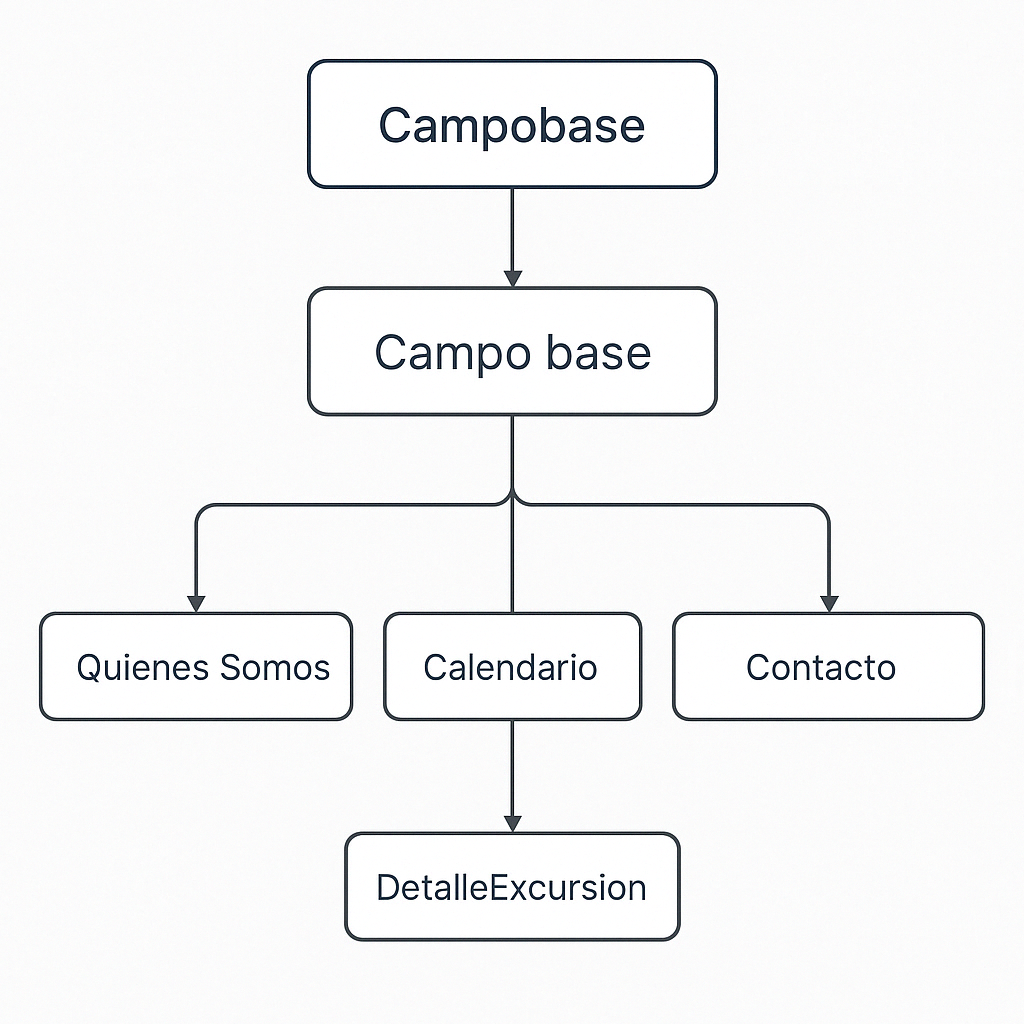 Campobase
Campo base
Quienes Somos
Calendario
Contacto
DetalleExcursion